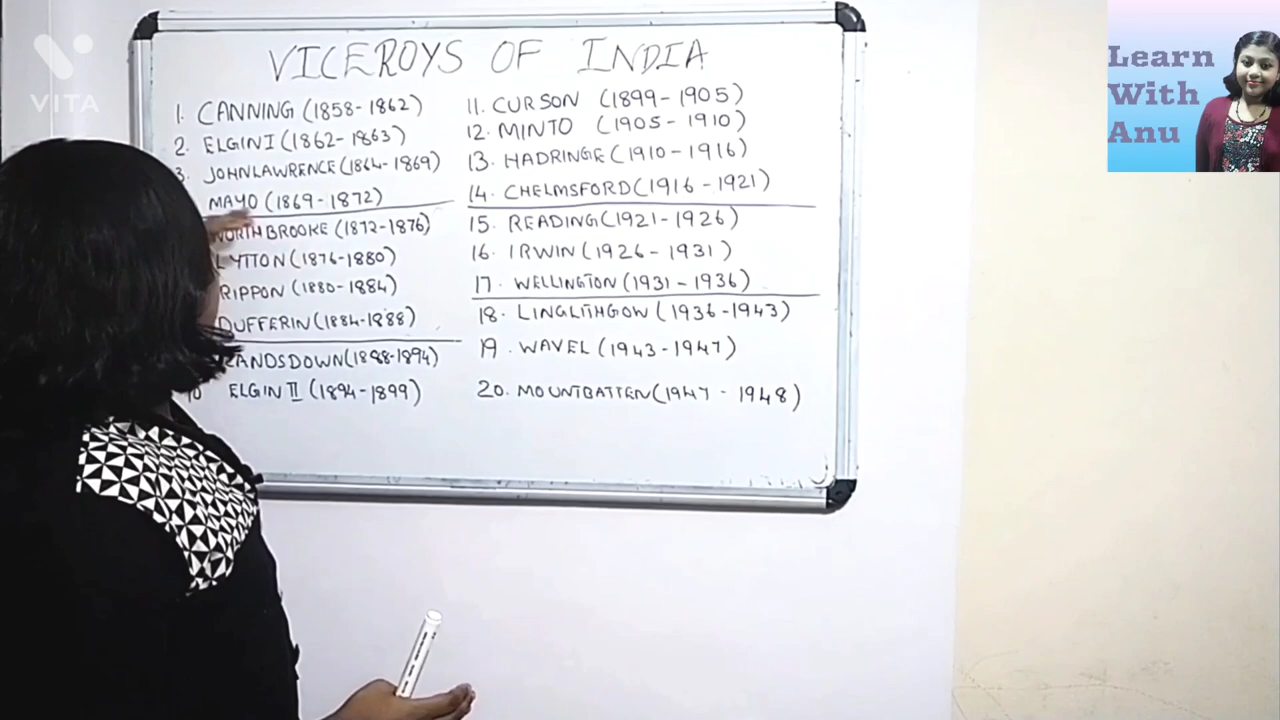 VITA
Learn
With
Anu
VICEROYS OF INDIA
1. CANNING (1858-1862)
2. ELGIN I (1862-1863)
3. JOHN LAWRENCE (1864-1869)
MAYO (1869-1872)
NORTHBROOKE (1872-1876)
LYTTON (1876-1880)
RIPPON (1880-1884)
DUFFERIN (1884-1888)
LANDSDOWN (1888-1894)
10 ELGIN II (1894-1899)
11. CURSON (1899-1905)
12. MINTO (1905-1910)
13. HADRINGE (1910-1916)
14. CHELMSFORD (1916-1921)
15. READING (1921-1926)
16. IRWIN (1926-1931)
17. WELLINGTON (1931-1936)
18. LINGLITHGOW (1936-1943)
19. WAVEL (1943-1947)
20. MOUNTBATTEN (1947-1948)